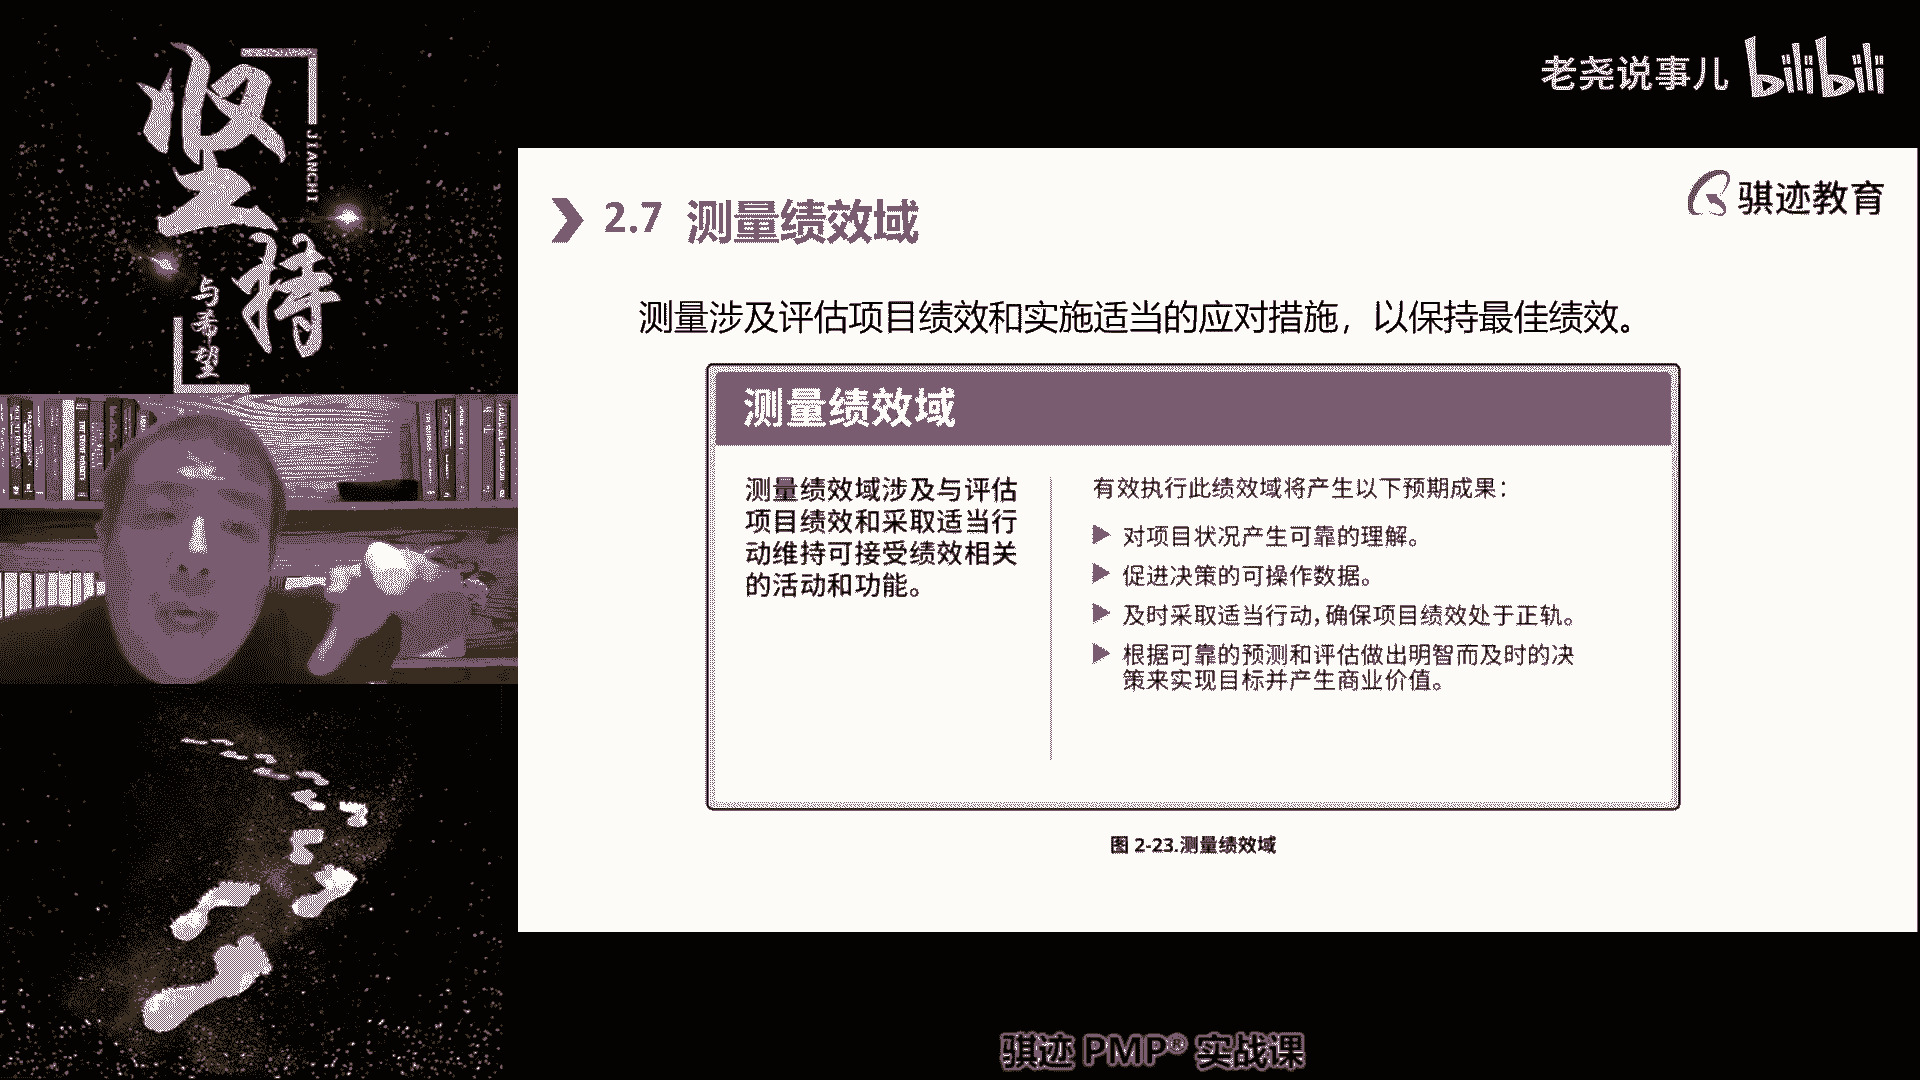 坚持
JIANCHI
与希望
老尧说事儿 bilibili
骐迹教育
2.7 测量绩效域
测量涉及评估项目绩效和实施适当的应对措施，以保持最佳绩效。
测量绩效域
测量绩效域涉及与评估
项目绩效和采取适当行
动维持可接受绩效相关
的活动和功能。
有效执行此绩效域将产生以下预期成果：
对项目状况产生可靠的理解。
促进决策的可操作数据。
及时采取适当行动，确保项目绩效处于正轨。
根据可靠的预测和评估做出明智而及时的决
策来实现目标并产生商业价值。
图 2-23.测量绩效域
骐迹 PMP® 实战课